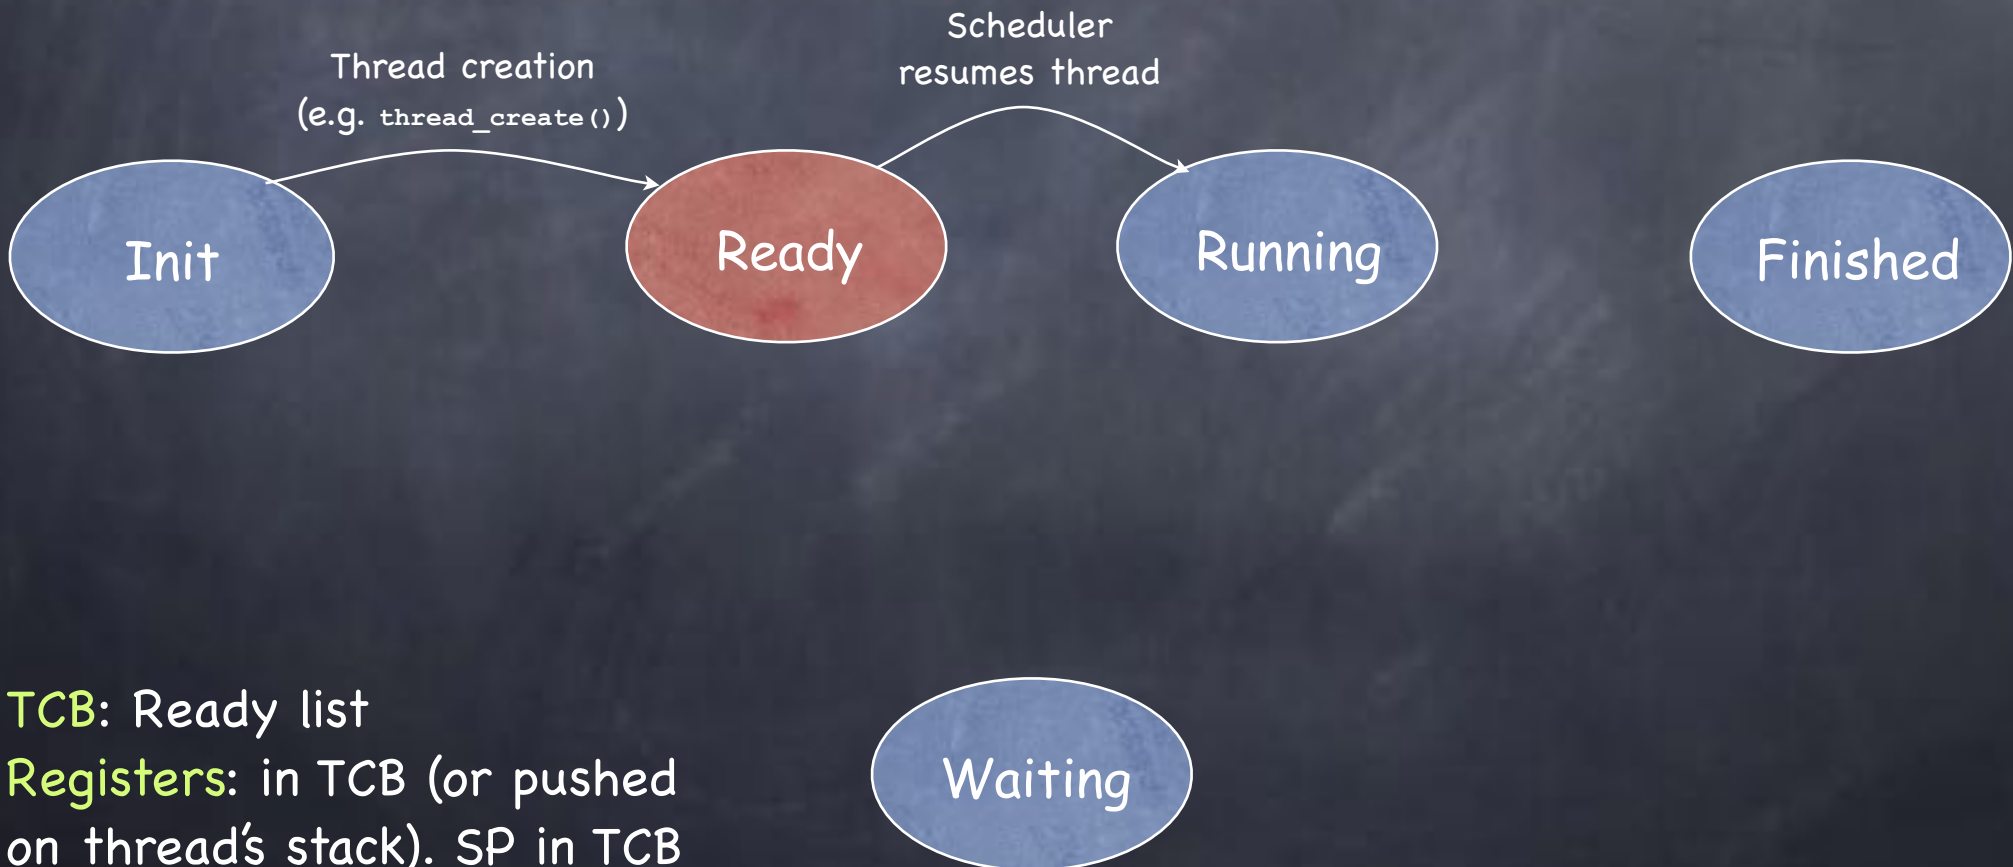 Scheduler
resumes thread
Thread creation
(e.g. thread_create())
Init
Ready
Running
Finished
Waiting
TCB: Ready list
Registers: in TCB (or pushed
on thread's stack). SP in TCB